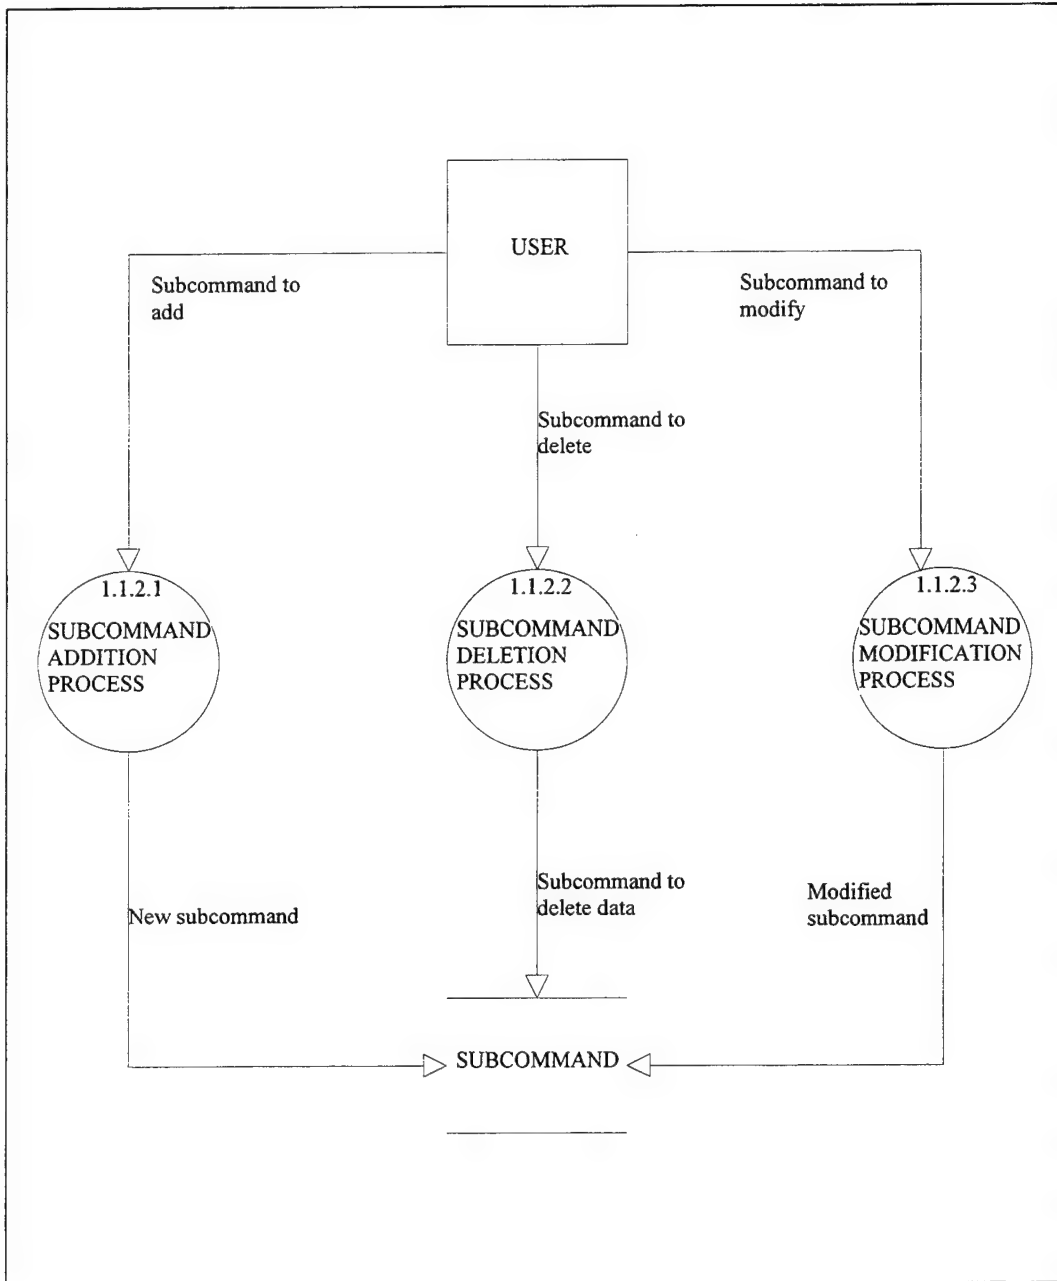 USER
Subcommand to
add
Subcommand to
modify
Subcommand to
delete
1.1.2.1
SUBCOMMAND
ADDITION
PROCESS
1.1.2.2
SUBCOMMAND
DELETION
PROCESS
1.1.2.3
SUBCOMMAND
MODIFICATION
PROCESS
New subcommand
Subcommand to
delete data
Modified
subcommand
SUBCOMMAND